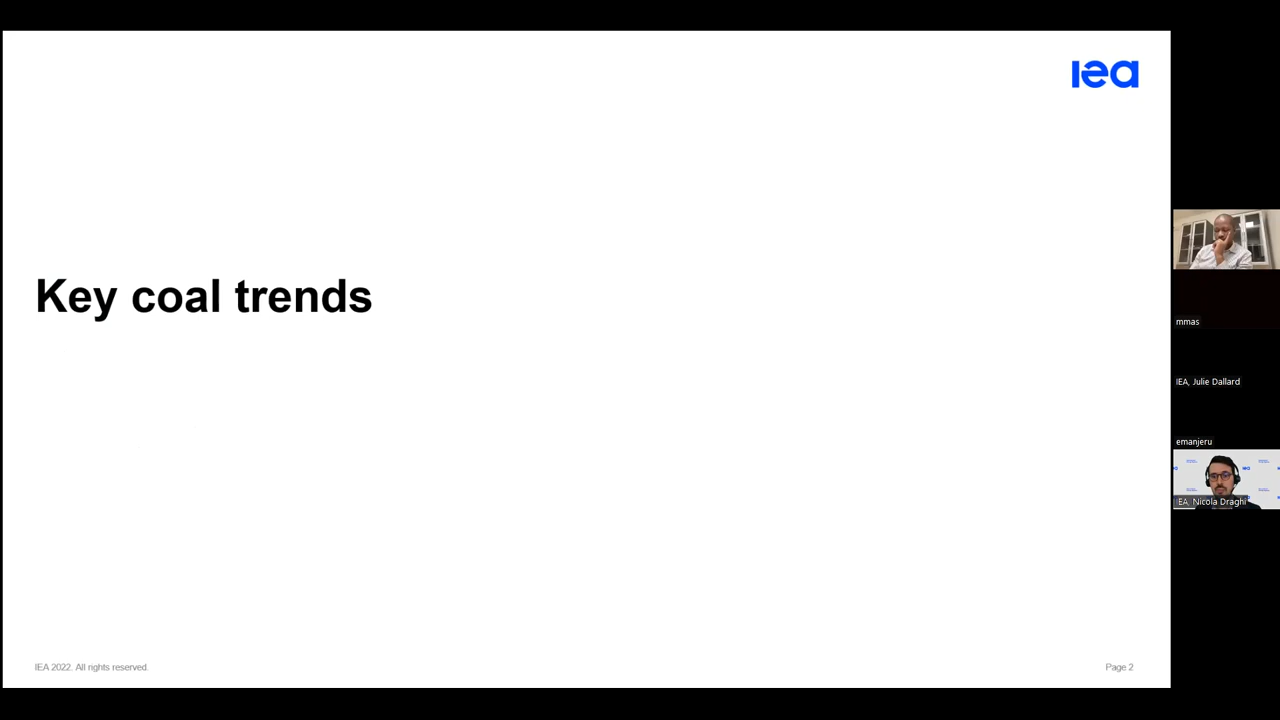 iea
Key coal trends
IEA 2022. All rights reserved.
Page 2
mmas
IEA, Julie Dallard
emanjeru
IEA, Nicola Draghi